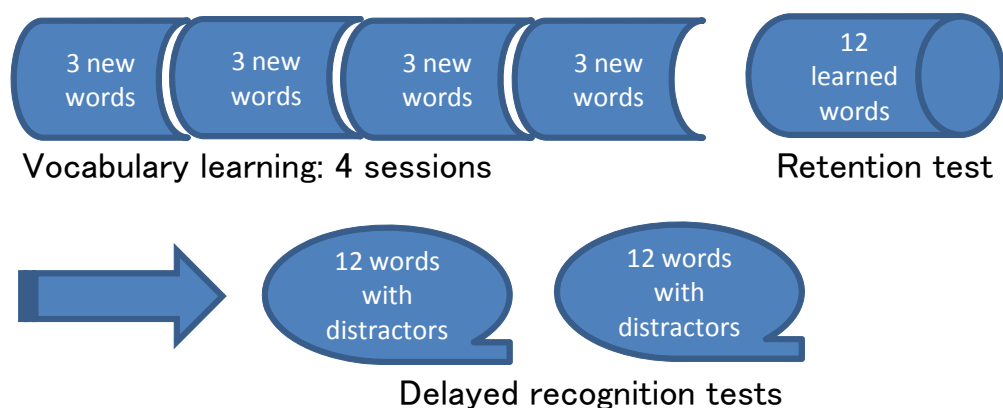 3 new
words
3 new
words
3 new
words
3 new
words
12
learned
words
Vocabulary learning: 4 sessions
Retention test
12 words
with
distractors
12 words
with
distractors
Delayed recognition tests